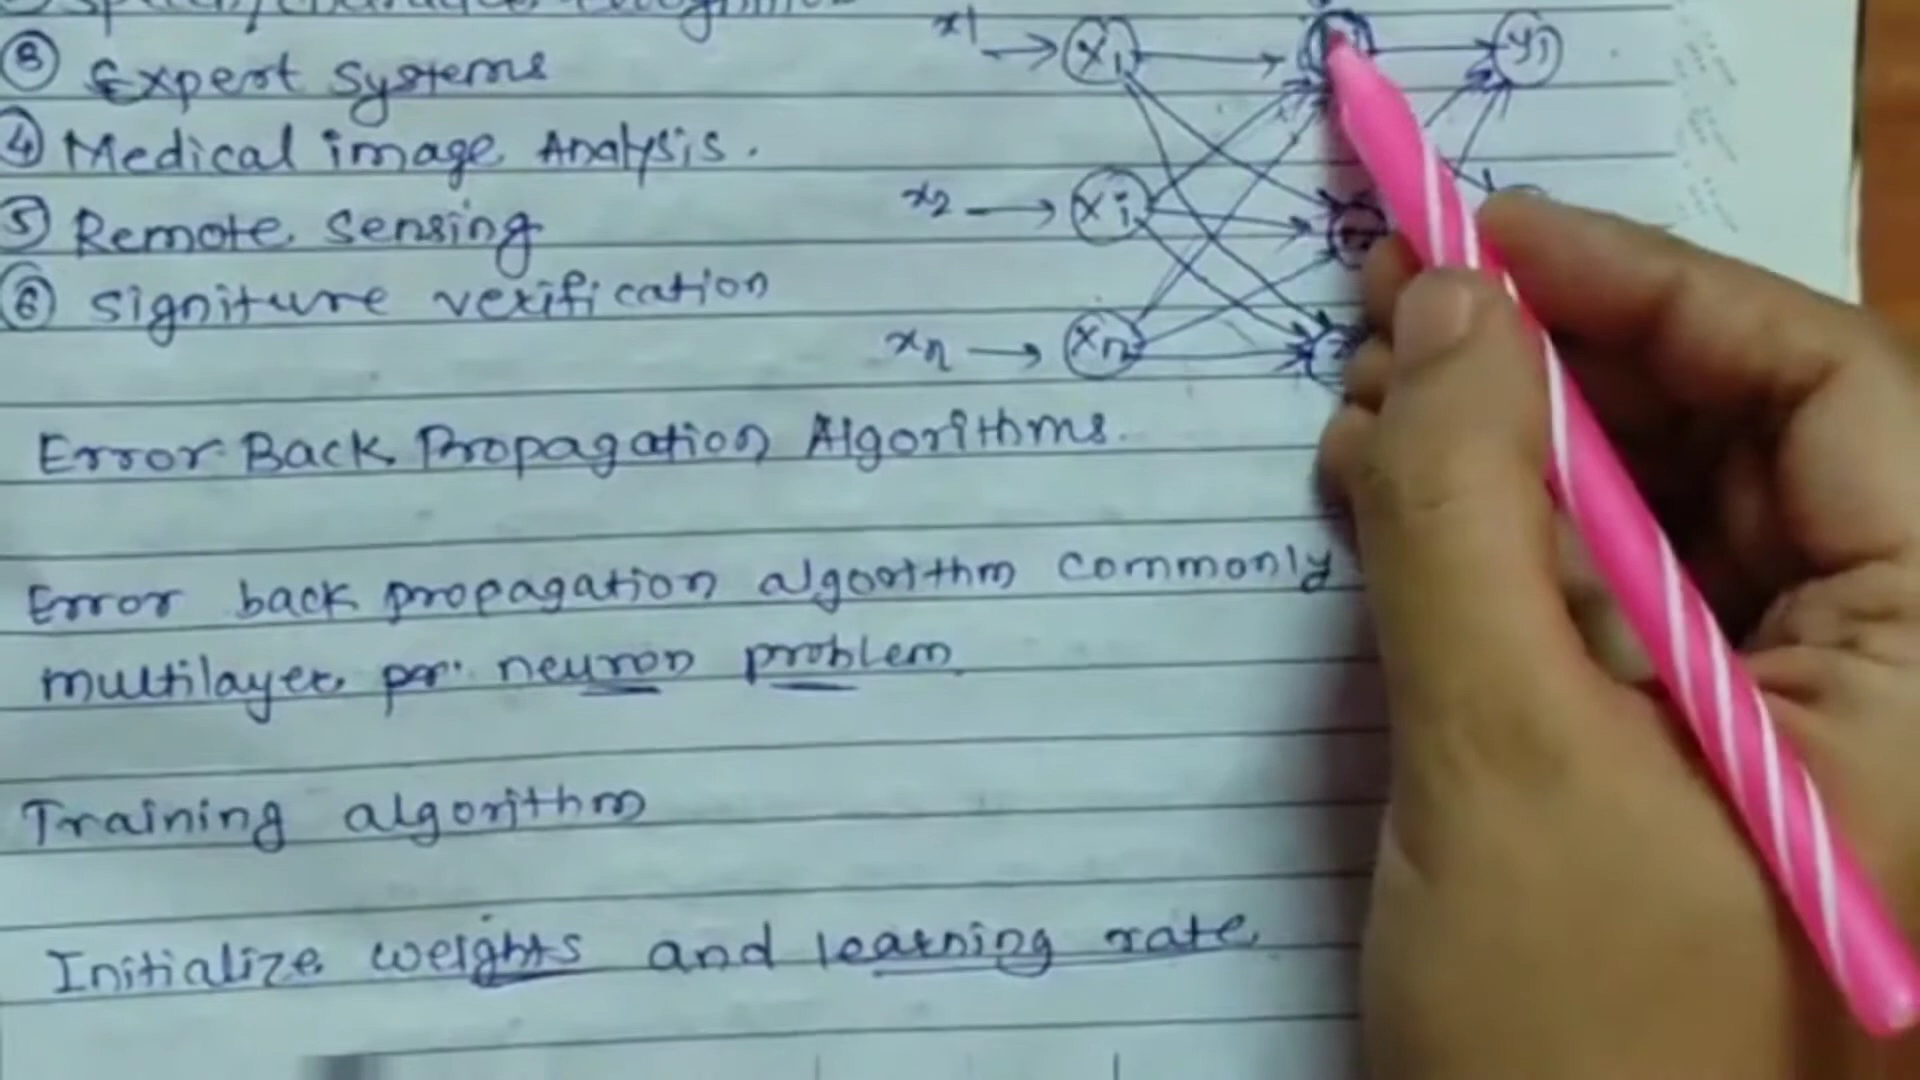 ③ Expert systems
④ Medical image Analysis.
⑤ Remote sensing
⑥ signiture verification
x1 → X1
yj
x2 → Xi
xn → Xn
Error Back Propagation Algorithms.
Error back propagation algorithm commonly
multilayer per. neuron problem
Training algorithm
Initialize weights and learning rate